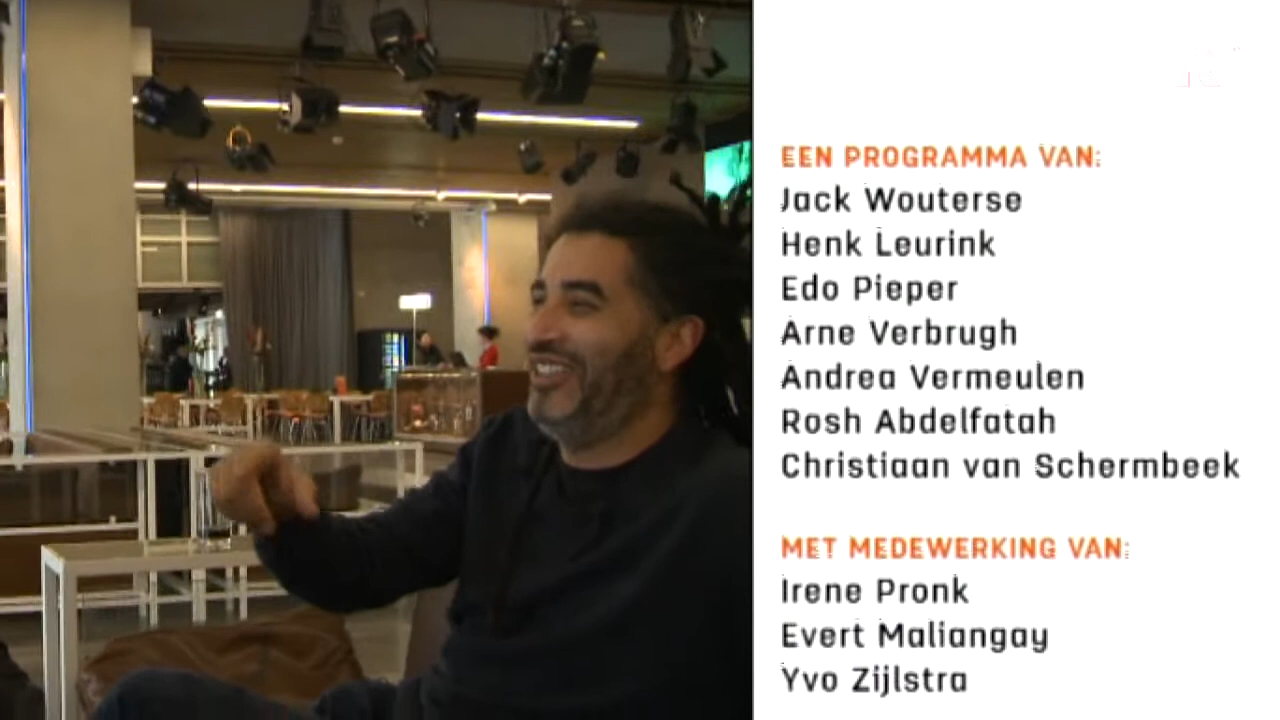 EEN PROGRAMMA VAN:
Jack Wouterse
Henk Leurink
Edo Pieper
Arne Verbrugh
Andrea Vermeulen
Rosh Abdelfatah
Christiaan van Schermbeek
MET MEDEWERKING VAN:
Irene Pronk
Evert Maliangay
Yvo Zijlstra